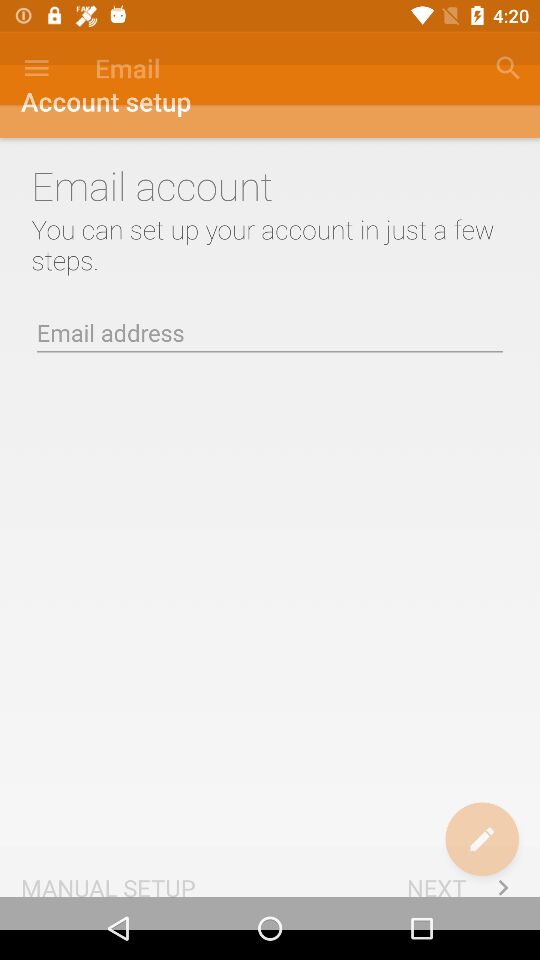 FAKE
4:20
Email
Account setup
Email account
You can set up your account in just a few
steps.
Email address
MANUAL SETUP
NEXT